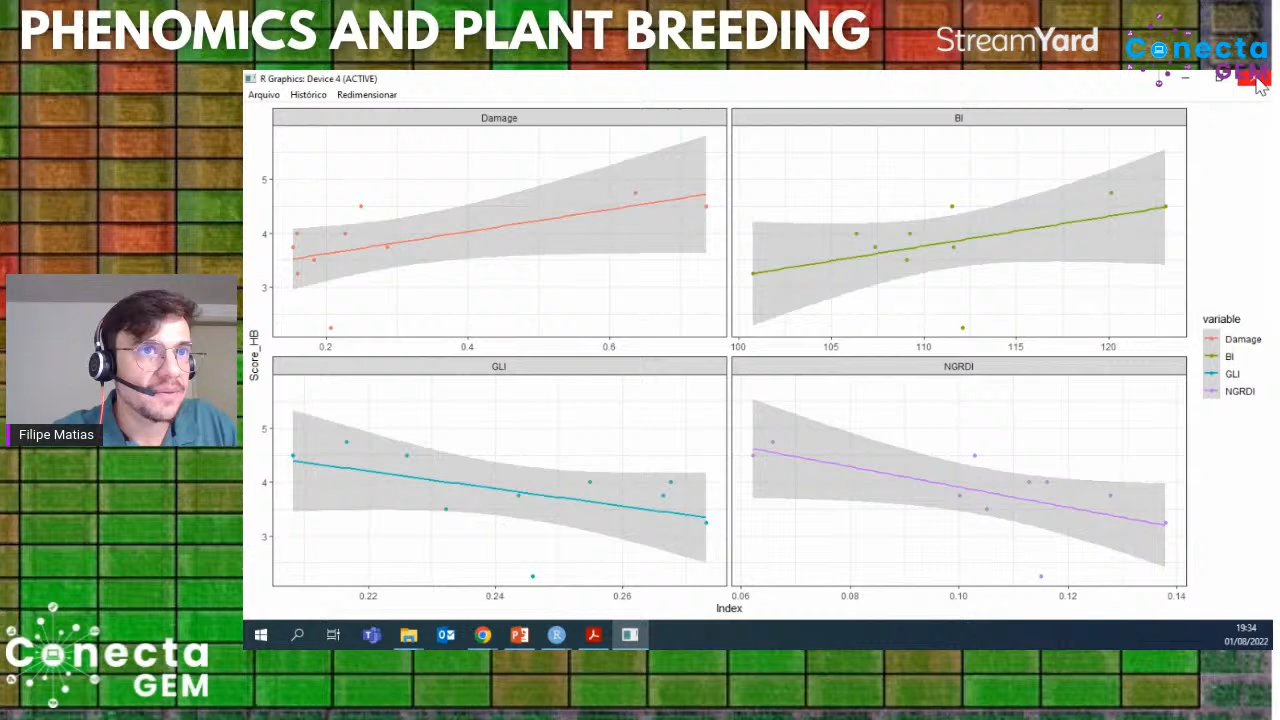 PHENOMICS AND PLANT BREEDING
StreamYard
Conecta
GEM
R Graphics: Device 4 (ACTIVE)
Arquivo Histórico Redimensionar
Damage
BI
5
4
3
0.2 0.4 0.6
100 105 110 115 120
Score_HB
GLI
NGRDI
5
4
3
0.22 0.24 0.26
0.06 0.08 0.10 0.12 0.14
Index
variable
Damage
BI
GLI
NGRDI
Filipe Matias
19:34
01/08/2022
Conecta
GEM